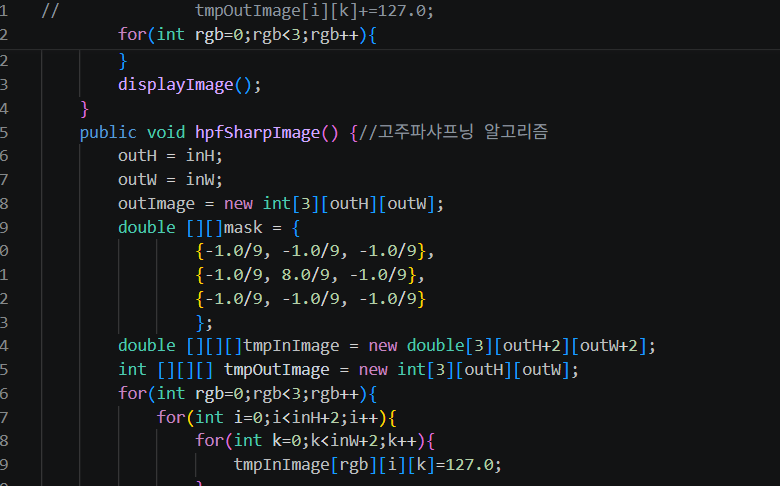 1 //              tmpOutImage[i][k]+=127.0;
2         for(int rgb=0;rgb<3;rgb++){
2         }
3         displayImage();
4     }
5     public void hpfSharpImage() {//고주파샤프닝 알고리즘
6         outH = inH;
7         outW = inW;
8         outImage = new int[3][outH][outW];
9         double [][]mask = {
0                 {-1.0/9, -1.0/9, -1.0/9},
1                 {-1.0/9, 8.0/9, -1.0/9},
2                 {-1.0/9, -1.0/9, -1.0/9}
3                 };
4         double [][][]tmpInImage = new double[3][outH+2][outW+2];
5         int [][][] tmpOutImage = new int[3][outH][outW];
6         for(int rgb=0;rgb<3;rgb++){
7             for(int i=0;i<inH+2;i++){
8                 for(int k=0;k<inW+2;k++){
9                     tmpInImage[rgb][i][k]=127.0;